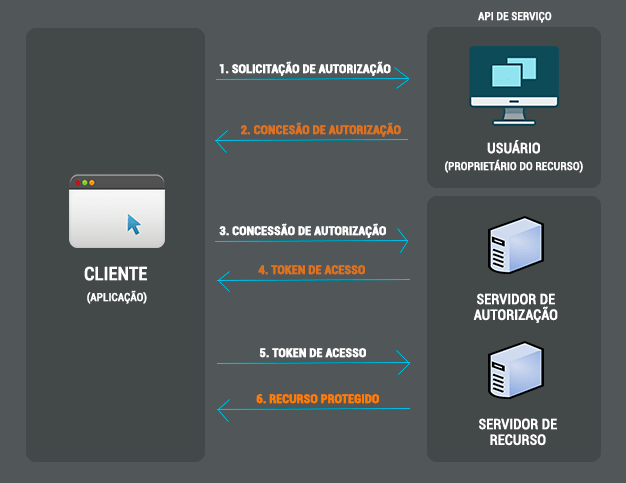 API DE SERVIÇO
1. SOLICITAÇÃO DE AUTORIZAÇÃO
2. CONCESÃO DE AUTORIZAÇÃO
USUÁRIO
(PROPRIETÁRIO DO RECURSO)
3. CONCESSÃO DE AUTORIZAÇÃO
4. TOKEN DE ACESSO
CLIENTE
(APLICAÇÃO)
SERVIDOR DE
AUTORIZAÇÃO
5. TOKEN DE ACESSO
6. RECURSO PROTEGIDO
SERVIDOR DE
RECURSO